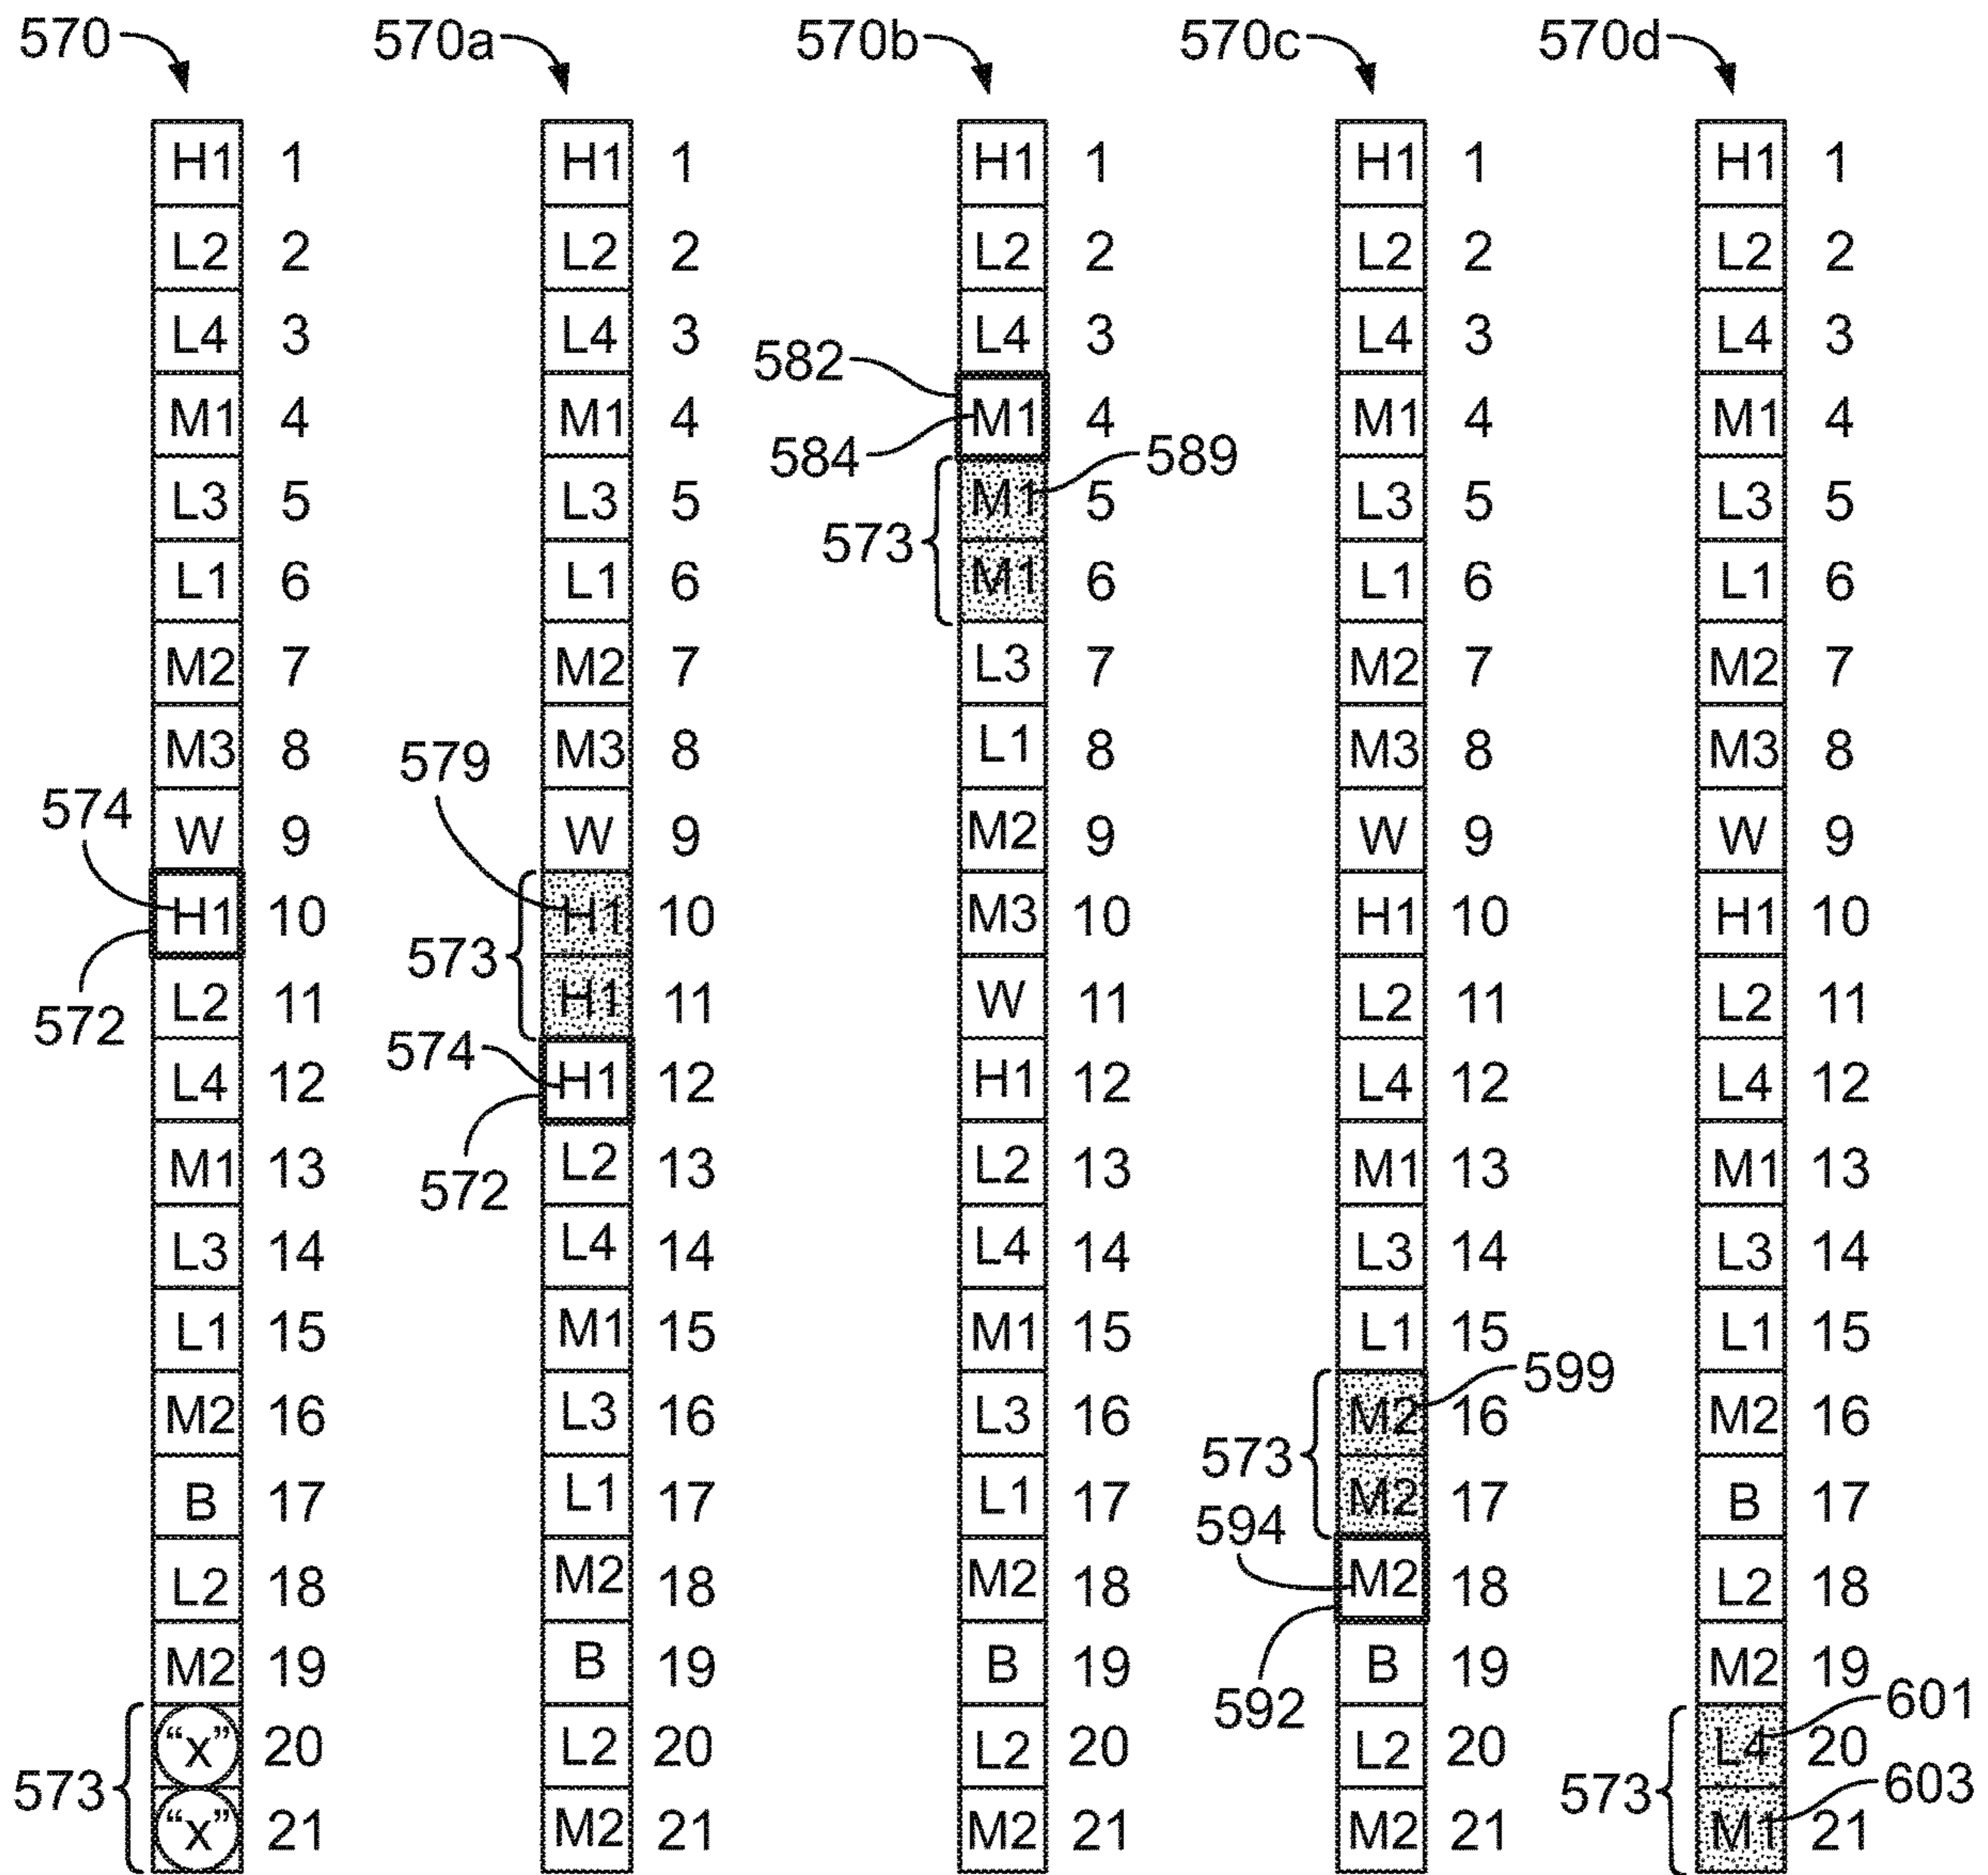 570 570a 570b 570c 570d
H1 1 H1 1 H1 1 H1 1 H1 1
L2 2 L2 2 L2 2 L2 2 L2 2
L4 3 L4 3 L4 3 L4 3 L4 3
582
M1 4 M1 4 M1 4 M1 4 M1 4
584 589
L3 5 L3 5 M1 5 L3 5 L3 5
573
L1 6 L1 6 M1 6 L1 6 L1 6
M2 7 M2 7 L3 7 M2 7 M2 7
M3 8 579 M3 8 L1 8 M3 8 M3 8
574
W 9 W 9 M2 9 W 9 W 9
H1 10 H1 10 M3 10 H1 10 H1 10
573
572 L2 11 H1 11 W 11 L2 11 L2 11
574
L4 12 H1 12 H1 12 L4 12 L4 12
M1 13 572 L2 13 L2 13 M1 13 M1 13
L3 14 L4 14 L4 14 L3 14 L3 14
L1 15 M1 15 M1 15 L1 15 L1 15
599
M2 16 L3 16 L3 16 M2 16 M2 16
573
B 17 L1 17 L1 17 M2 17 B 17
594
L2 18 M2 18 M2 18 M2 18 L2 18
M2 19 B 19 B 19 B 19 M2 19
592 601
“x” 20 L2 20 L2 20 L2 20 L4 20
573 573 603
“x” 21 M2 21 M2 21 M2 21 M1 21